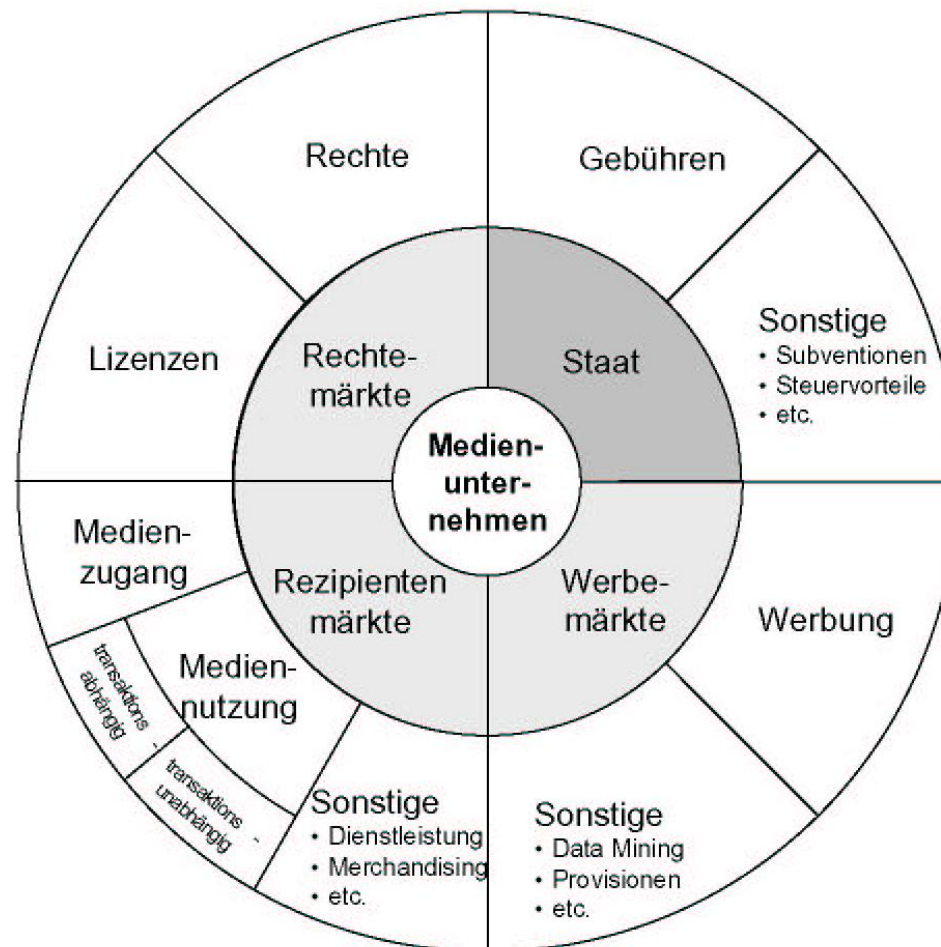 Rechte
Gebühren
Lizenzen
Rechte-
märkte
Staat
Sonstige
• Subventionen
• Steuervorteile
• etc.
Medien-
unter-
nehmen
Medien-
zugang
Rezipienten
märkte
Werbe-
märkte
Werbung
Medien-
nutzung
transaktions -
abhängig
transaktions -
unabhängig
Sonstige
• Dienstleistung
• Merchandising
• etc.
Sonstige
• Data Mining
• Provisionen
• etc.